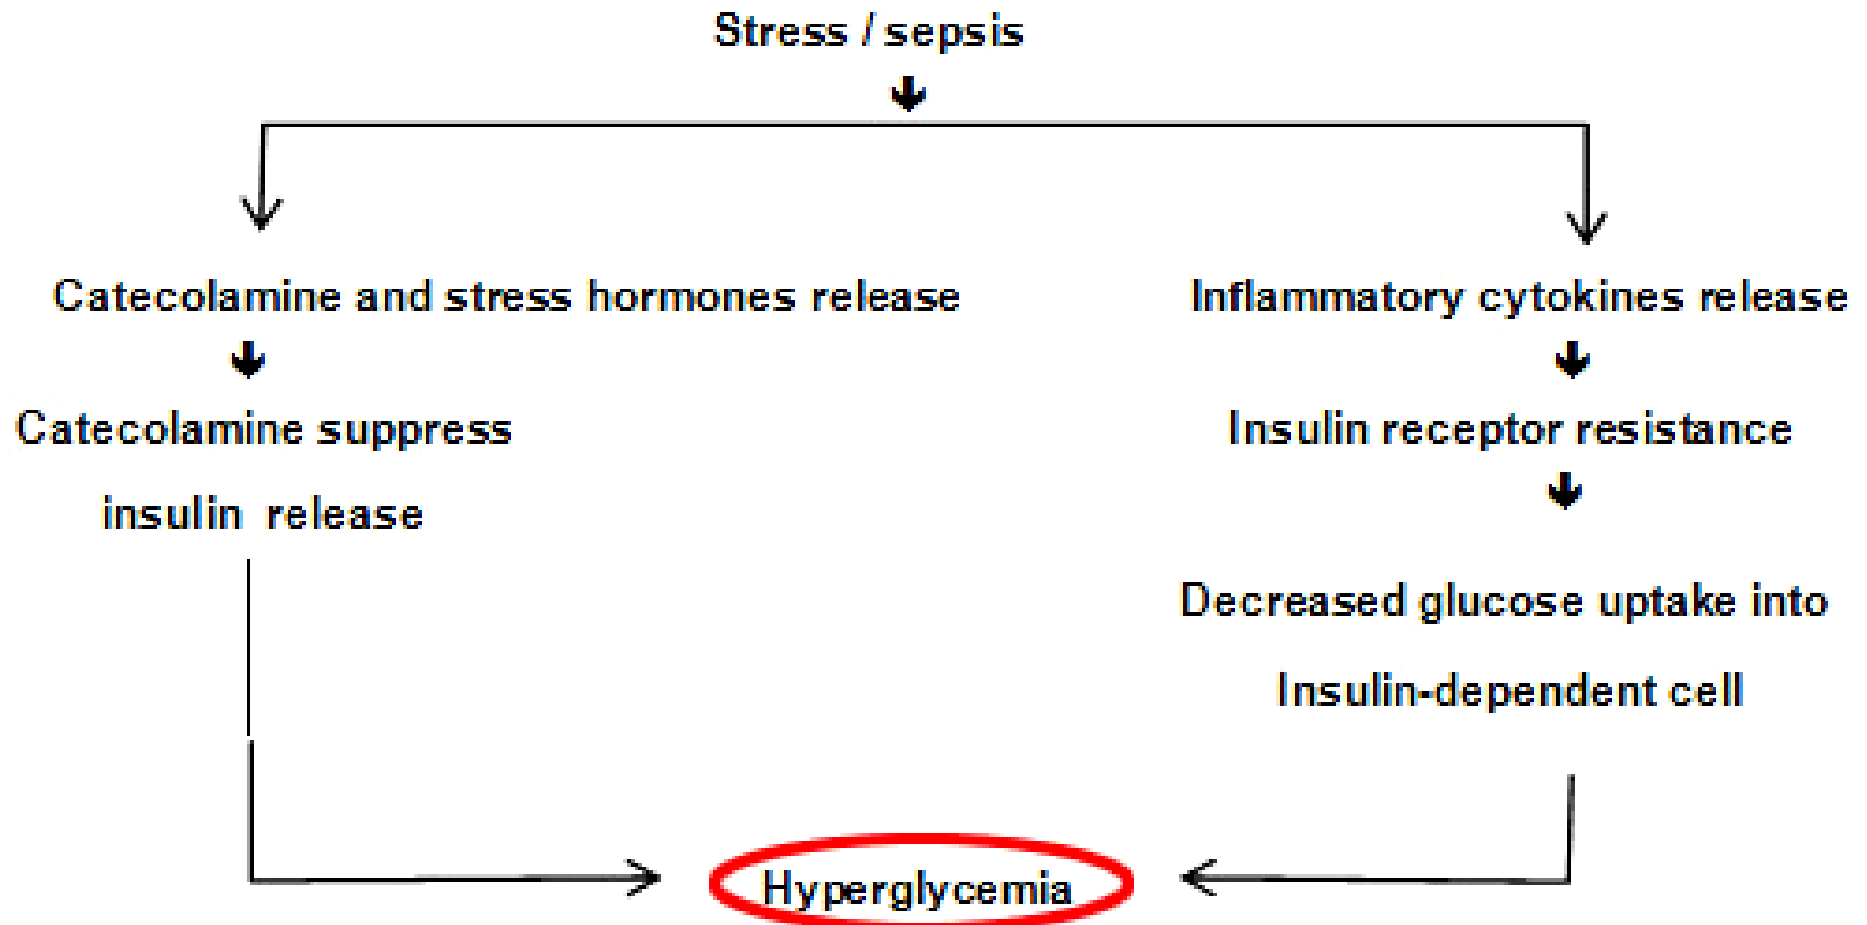 Stress / sepsis
Catecolamine and stress hormones release
Catecolamine suppress
insulin release
Inflammatory cytokines release
Insulin receptor resistance
Decreased glucose uptake into
Insulin-dependent cell
Hyperglycemia